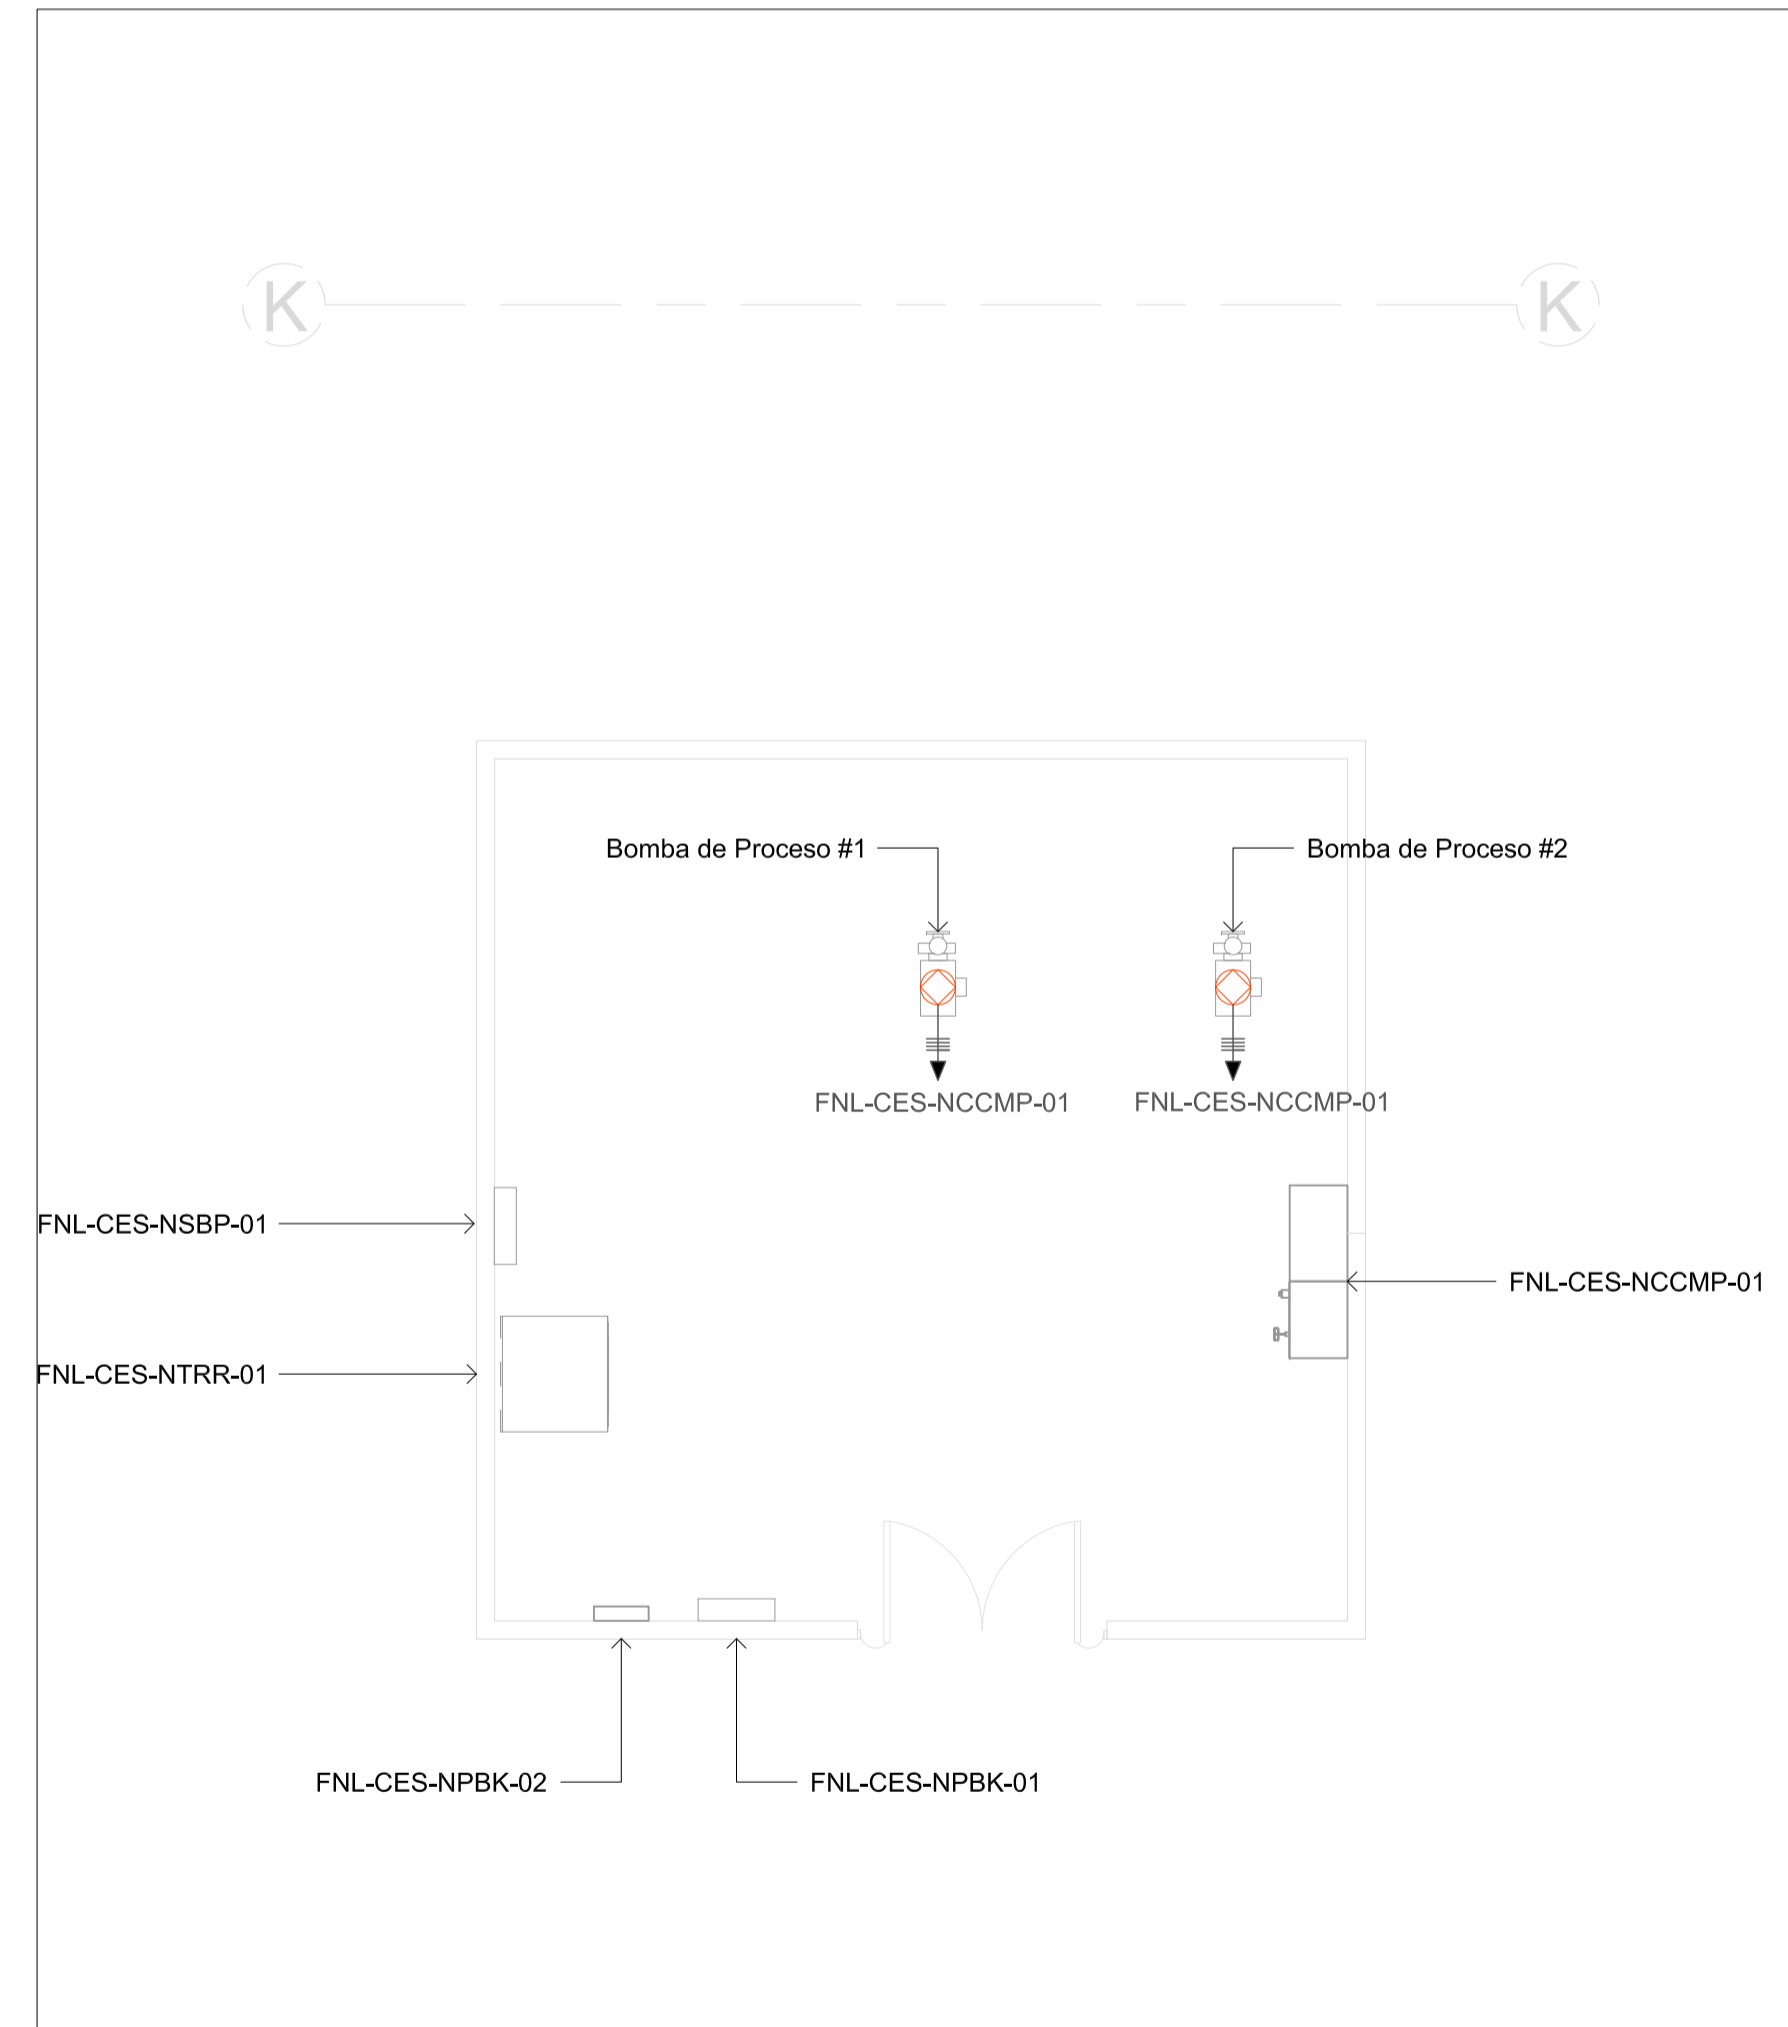 K K
Bomba de Proceso #1
Bomba de Proceso #2
FNL-CES-NCCMP-01
FNL-CES-NCCMP-01
FNL-CES-NSBP-01
FNL-CES-NCCMP-01
FNL-CES-NTRR-01
FNL-CES-NPBK-02
FNL-CES-NPBK-01